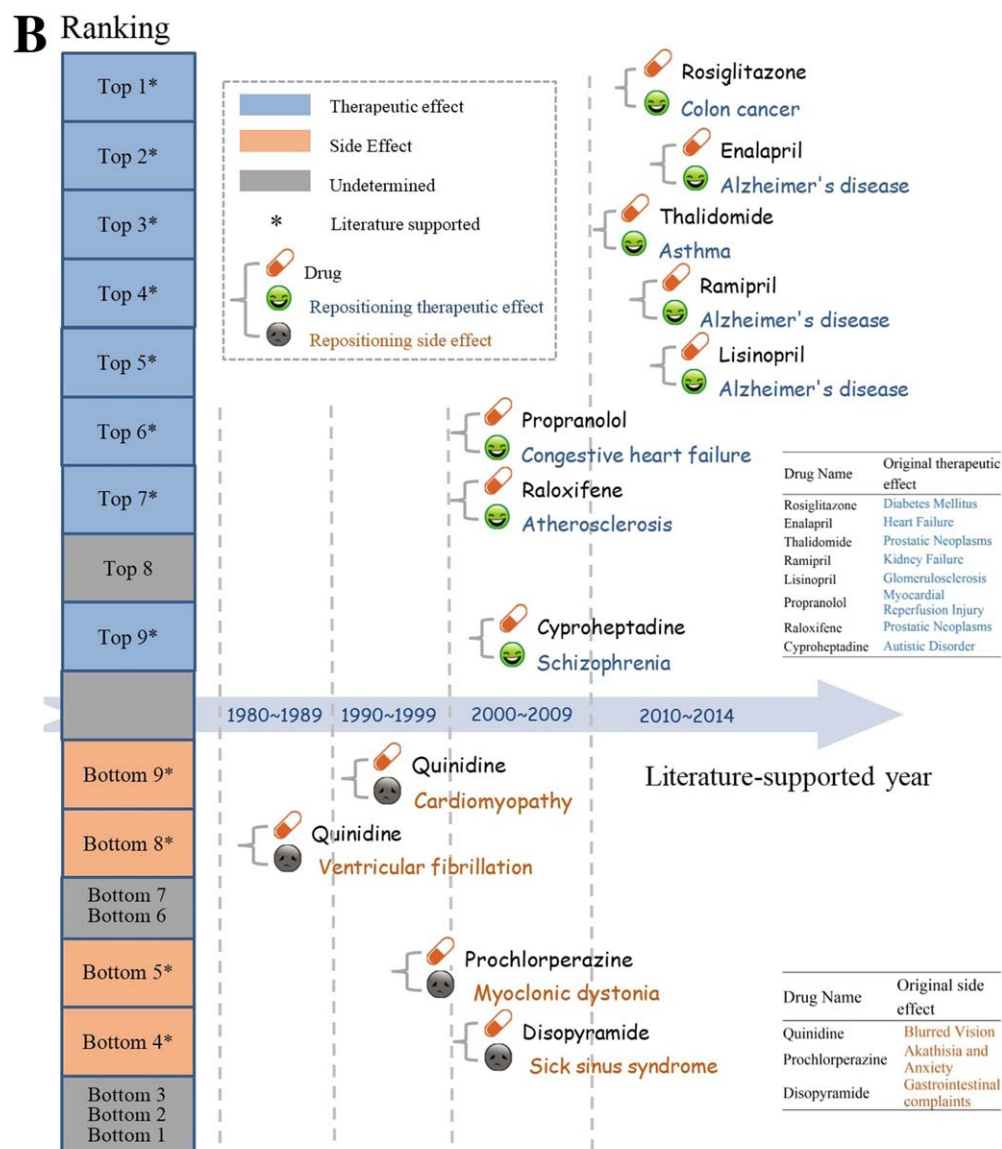 B Ranking
Top 1*
Top 2*
Top 3*
Top 4*
Top 5*
Top 6*
Top 7*
Top 8
Top 9*
Bottom 9*
Bottom 8*
Bottom 7
Bottom 6
Bottom 5*
Bottom 4*
Bottom 3
Bottom 2
Bottom 1
Therapeutic effect
Side Effect
Undetermined
* Literature supported
Drug
Repositioning therapeutic effect
Repositioning side effect
Rosiglitazone
Colon cancer
Enalapril
Alzheimer's disease
Thalidomide
Asthma
Ramipril
Alzheimer's disease
Lisinopril
Alzheimer's disease
Propranolol
Congestive heart failure
Raloxifene
Atherosclerosis
Cyproheptadine
Schizophrenia
Drug Name Original therapeutic
effect
Rosiglitazone Diabetes Mellitus
Enalapril Heart Failure
Thalidomide Prostatic Neoplasms
Ramipril Kidney Failure
Lisinopril Glomerulosclerosis
Propranolol Myocardial
Reperfusion Injury
Raloxifene Prostatic Neoplasms
Cyproheptadine Autistic Disorder
1980~1989 1990~1999 2000~2009 2010~2014
Literature-supported year
Quinidine
Cardiomyopathy
Quinidine
Ventricular fibrillation
Prochlorperazine
Myoclonic dystonia
Disopyramide
Sick sinus syndrome
Drug Name Original side
effect
Quinidine Blurred Vision
Prochlorperazine Akathisia and
Anxiety
Disopyramide Gastrointestinal
complaints